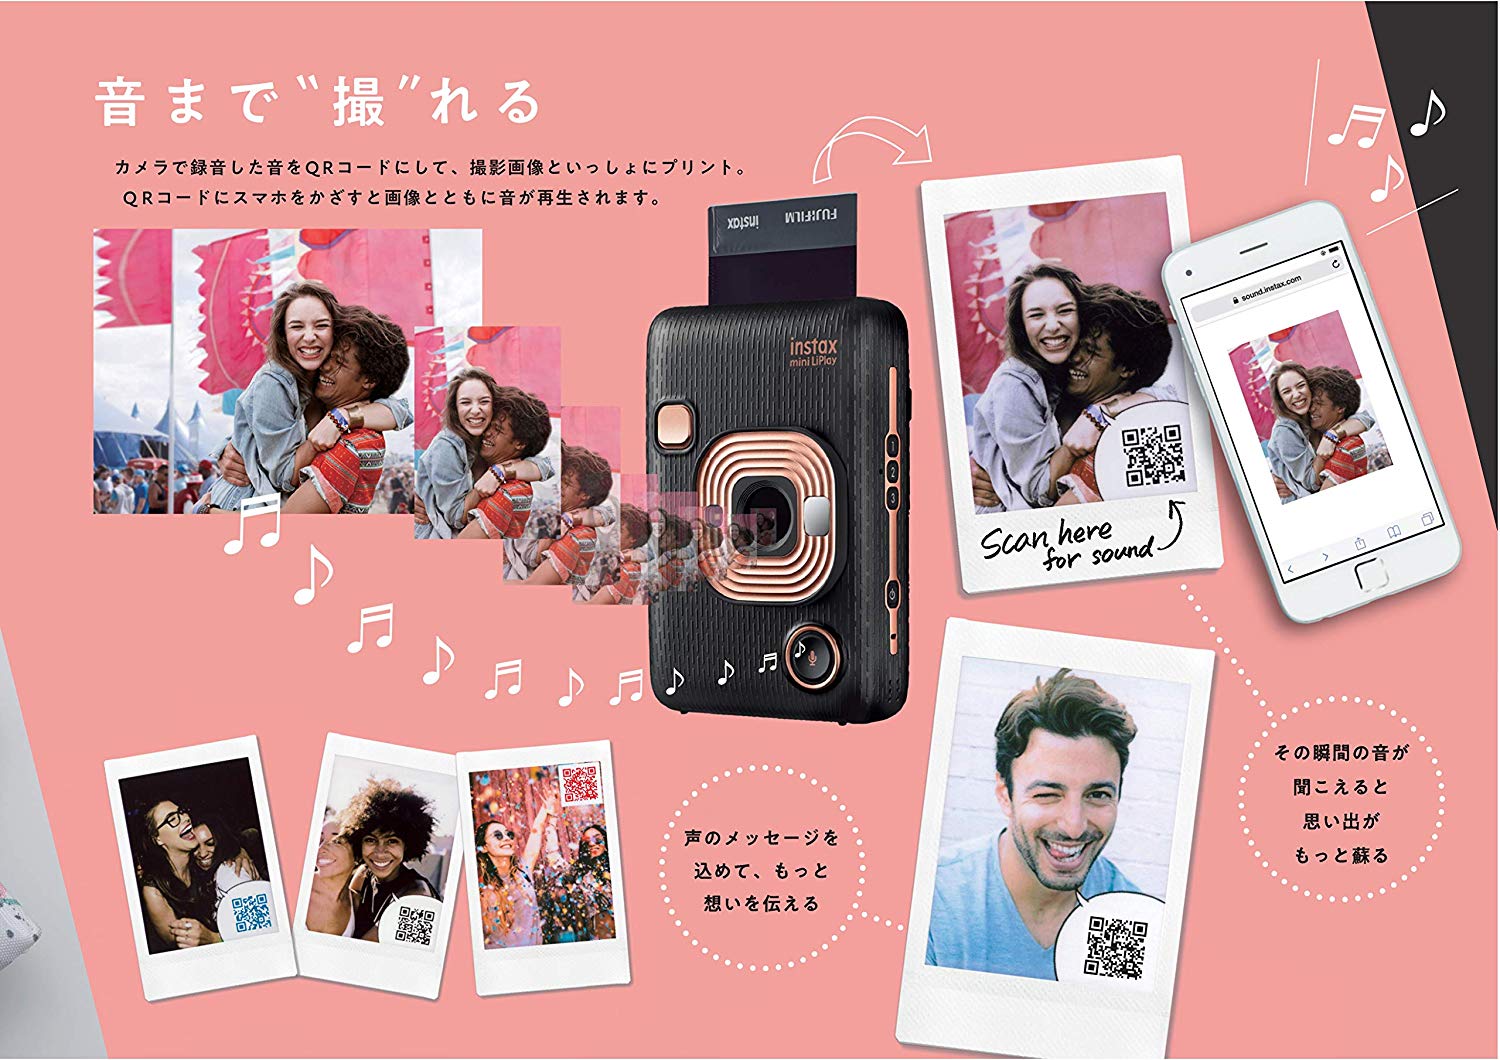 音まで“撮”れる
カメラで録音した音をQRコードにして、撮影画像といっしょにプリント。
QRコードにスマホをかざすと画像とともに音が再生されます。
instax FUJIFILM
instax
mini LiPlay
1
2
3
sound.instax.com
Scan here
for sound
その瞬間の音が
聞こえると
思い出が
もっと蘇る
声のメッセージを
込めて、もっと
想いを伝える